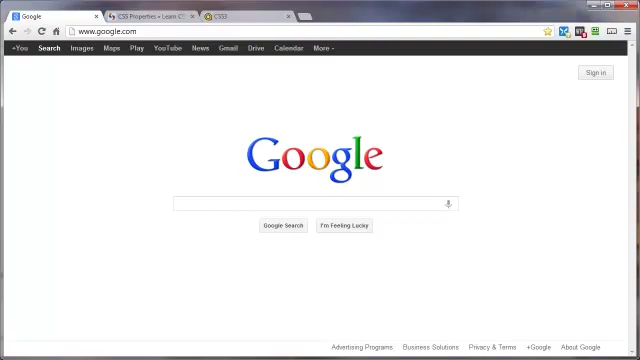 Google
CSS Properties • Learn CS
CSS3
www.google.com
+You Search Images Maps Play YouTube News Gmail Drive Calendar More
Sign in
Google
Google Search I'm Feeling Lucky
Advertising Programs Business Solutions Privacy & Terms +Google About Google